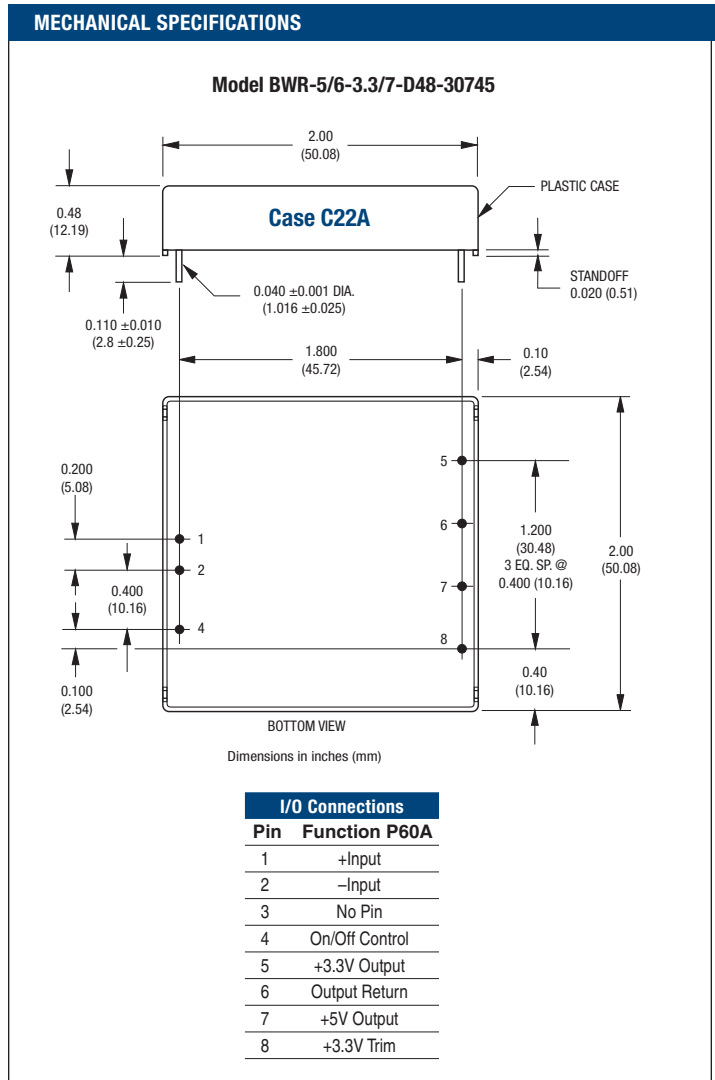 MECHANICAL SPECIFICATIONS
Model BWR-5/6-3.3/7-D48-30745
2.00
(50.08)
PLASTIC CASE
0.48
(12.19)
Case C22A
STANDOFF
0.020 (0.51)
0.040 ±0.001 DIA.
(1.016 ±0.025)
0.110 ±0.010
(2.8 ±0.25)
1.800
(45.72)
0.10
(2.54)
5
0.200
(5.08)
6
1
1.200
(30.48)
3 EQ. SP. @
0.400 (10.16)
2.00
(50.08)
2
7
0.400
(10.16)
4
8
0.40
(10.16)
0.100
(2.54)
BOTTOM VIEW
Dimensions in inches (mm)
I/O Connections
Pin Function P60A
1 +Input
2 –Input
3 No Pin
4 On/Off Control
5 +3.3V Output
6 Output Return
7 +5V Output
8 +3.3V Trim